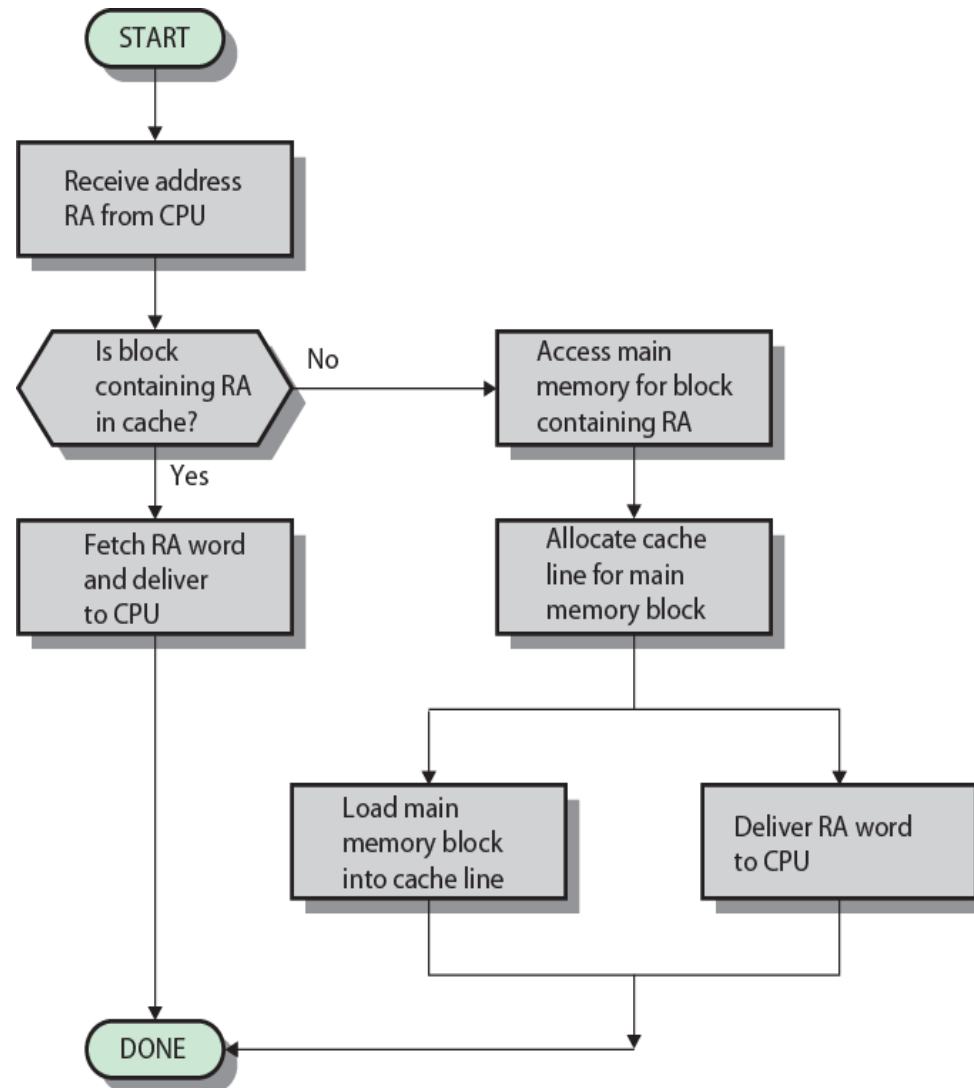 START
Receive address
RA from CPU
Is block
containing RA
in cache?
No
Access main
memory for block
containing RA
Yes
Fetch RA word
and deliver
to CPU
Allocate cache
line for main
memory block
Load main
memory block
into cache line
Deliver RA word
to CPU
DONE